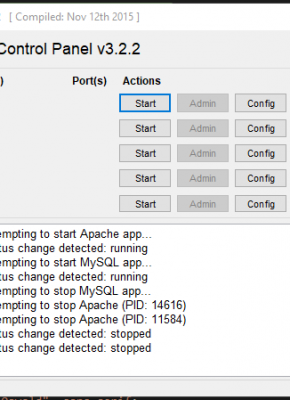 [ Compiled: Nov 12th 2015 ]
Control Panel v3.2.2
) Port(s) Actions
Start Admin Config
Start Admin Config
Start Admin Config
Start Admin Config
Start Admin Config
empting to start Apache app...
tus change detected: running
empting to start MySQL app...
tus change detected: running
empting to stop MySQL app...
empting to stop Apache (PID: 14616)
empting to stop Apache (PID: 11584)
tus change detected: stopped
tus change detected: stopped